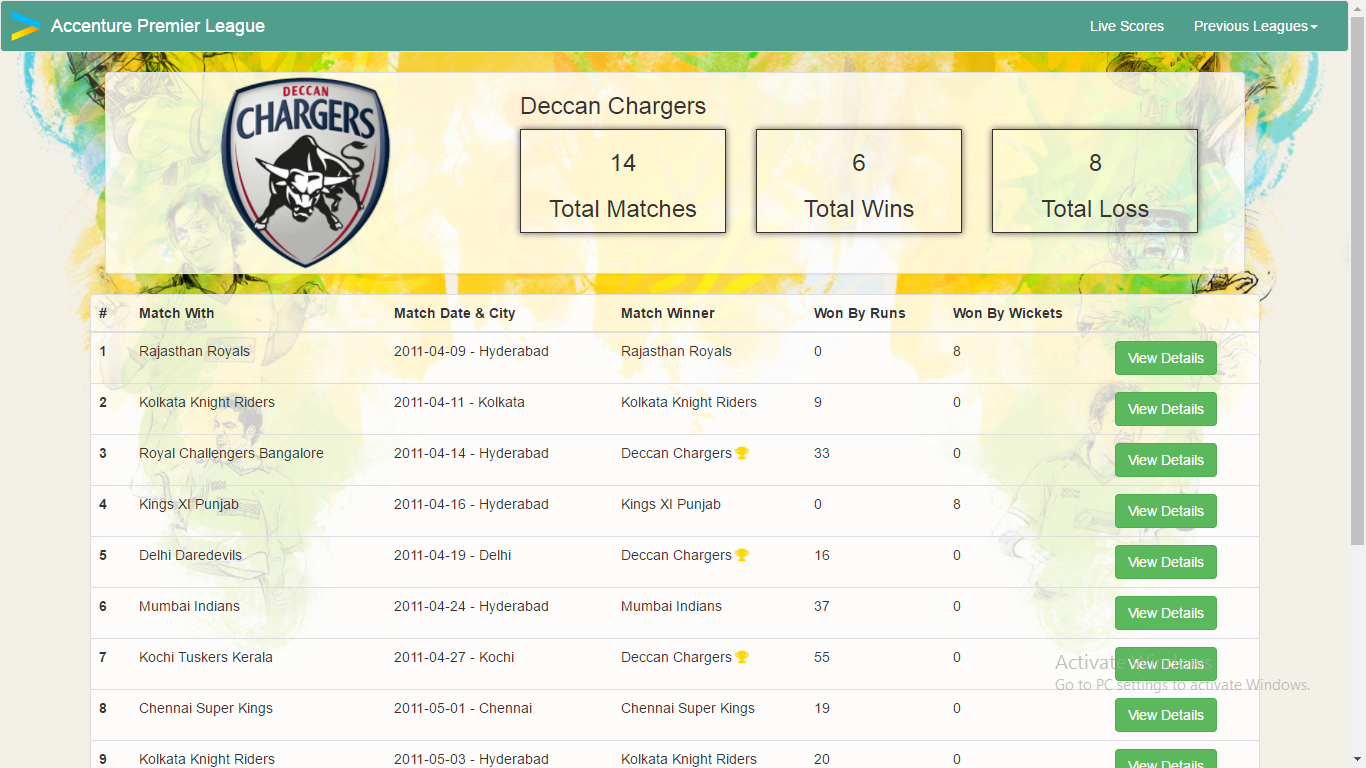 Accenture Premier League Live Scores Previous Leagues
DECCAN
CHARGERS
Deccan Chargers
14 6 8
Total Matches Total Wins Total Loss
# Match With Match Date & City Match Winner Won By Runs Won By Wickets
1 Rajasthan Royals 2011-04-09 - Hyderabad Rajasthan Royals 0 8 View Details
2 Kolkata Knight Riders 2011-04-11 - Kolkata Kolkata Knight Riders 9 0 View Details
3 Royal Challengers Bangalore 2011-04-14 - Hyderabad Deccan Chargers 33 0 View Details
4 Kings XI Punjab 2011-04-16 - Hyderabad Kings XI Punjab 0 8 View Details
5 Delhi Daredevils 2011-04-19 - Delhi Deccan Chargers 16 0 View Details
6 Mumbai Indians 2011-04-24 - Hyderabad Mumbai Indians 37 0 View Details
7 Kochi Tuskers Kerala 2011-04-27 - Kochi Deccan Chargers 55 0 View Details
Activate Windows
Go to PC settings to activate Windows.
8 Chennai Super Kings 2011-05-01 - Chennai Chennai Super Kings 19 0 View Details
9 Kolkata Knight Riders 2011-05-03 - Hyderabad Kolkata Knight Riders 20 0 View Details